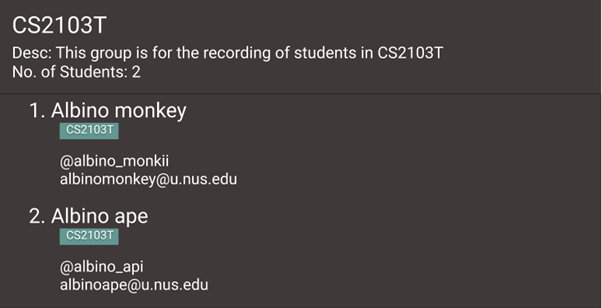 CS2103T
Desc: This group is for the recording of students in CS2103T
No. of Students: 2
1. Albino monkey
CS2103T
@albino_monkii
albinomonkey@u.nus.edu
2. Albino ape
CS2103T
@albino_api
albinoape@u.nus.edu